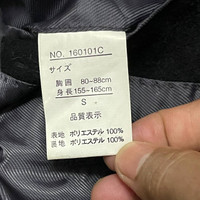 NO. 160101C
サイズ
胸囲 80~88cm
身長 155~165cm
S
品質表示
表地 ポリエステル 100%
裏地 ポリエステル 100%